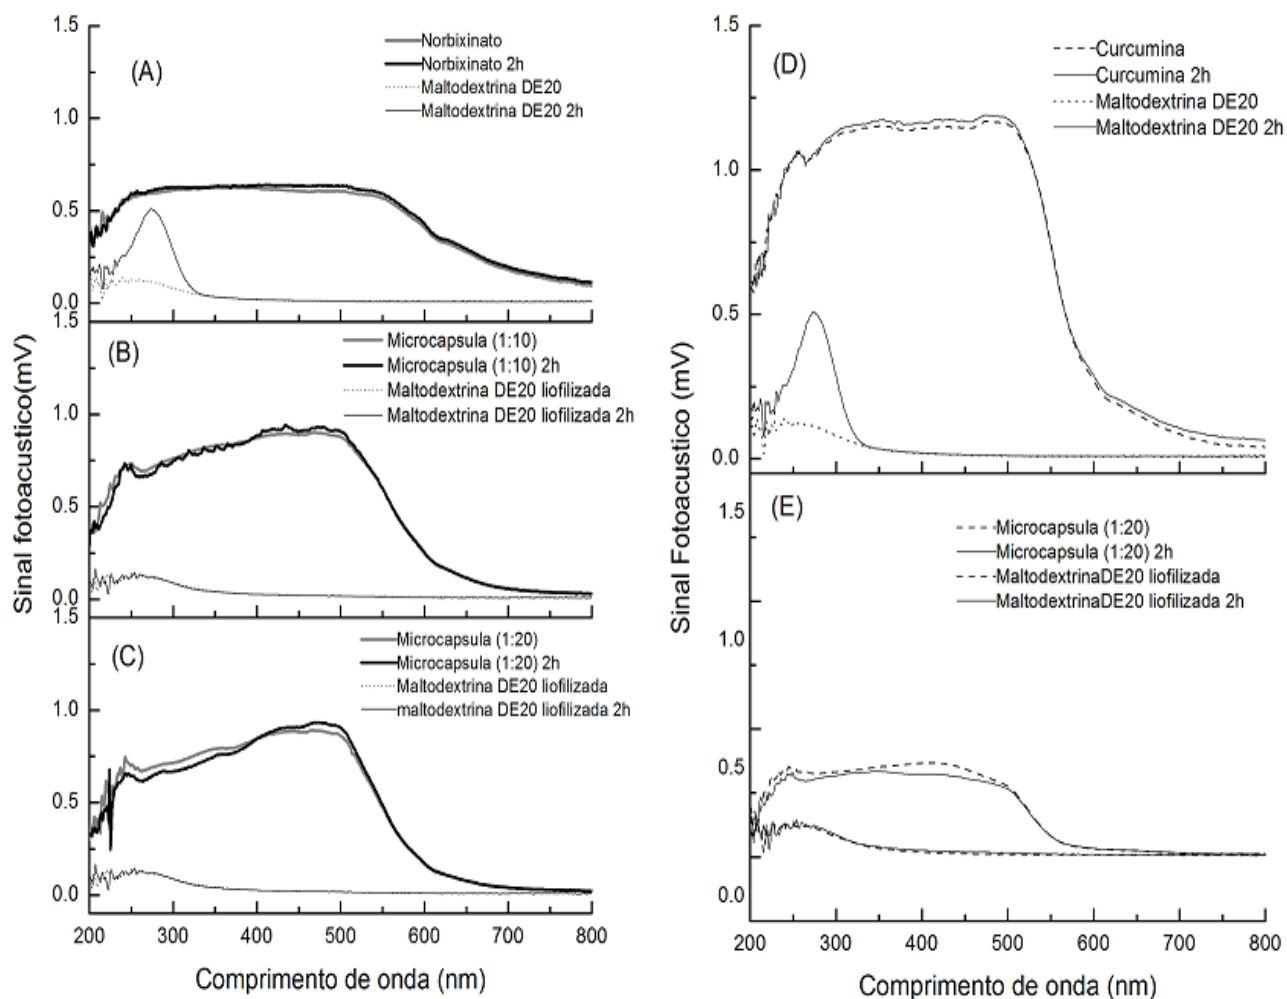 (A)
Norbixinato
Norbixinato 2h
Maltodextrina DE20
Maltodextrina DE20 2h
1.5
1.0
0.5
0.0
(B)
Microcapsula (1:10)
Microcapsula (1:10) 2h
Maltodextrina DE20 liofilizada
Maltodextrina DE20 liofilizada 2h
1.5
1.0
0.5
0.0
(C)
Microcapsula (1:20)
Microcapsula (1:20) 2h
Maltodextrina DE20 liofilizada
maltodextrina DE20 liofilizada 2h
1.5
1.0
0.5
0.0
Sinal fotoacustico(mV)
200 300 400 500 600 700 800
Comprimento de onda (nm)
(D)
Curcumina
Curcumina 2h
Maltodextrina DE20
Maltodextrina DE20 2h
1.5
1.0
0.5
0.0
(E)
Microcapsula (1:20)
Microcapsula (1:20) 2h
MaltodextrinaDE20 liofilizada
MaltodextrinaDE20 liofilizada 2h
1.5
1.0
0.5
0.0
Sinal Fotoacustico (mV)
200 300 400 500 600 700 800
Comprimento de onda (nm)